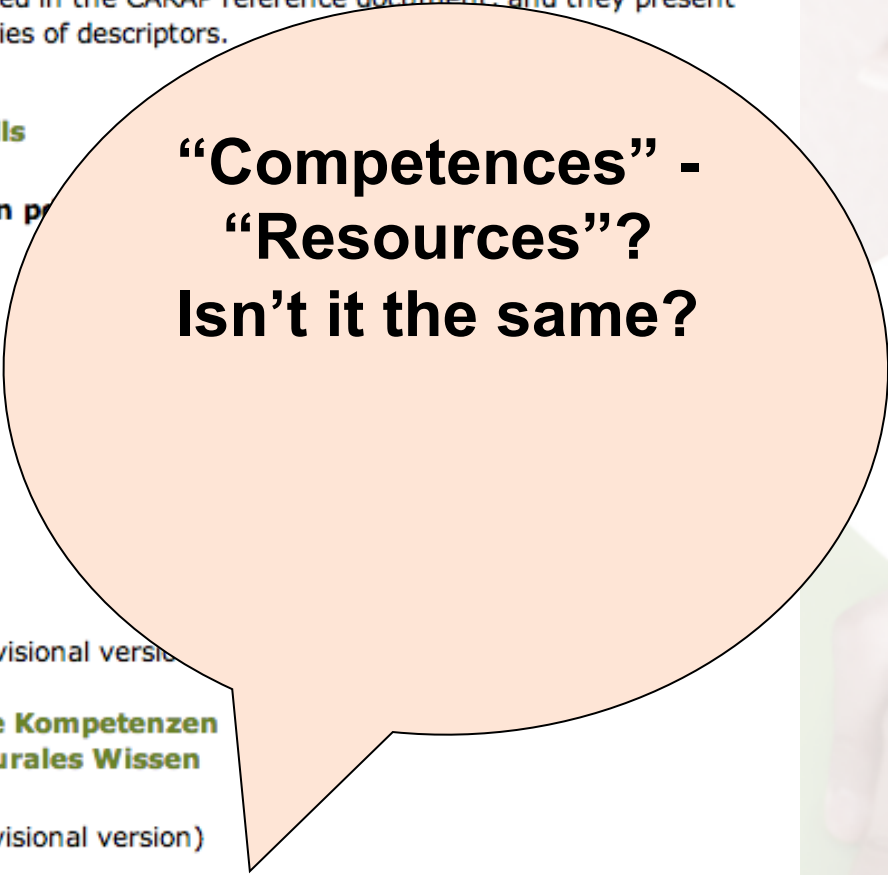 ed in the CARAP reference document, and they present
ies of descriptors.
ls
“Competences” -
“Resources”?
Isn’t it the same?
n p
visional versio
e Kompetenzen
urales Wissen
visional version)